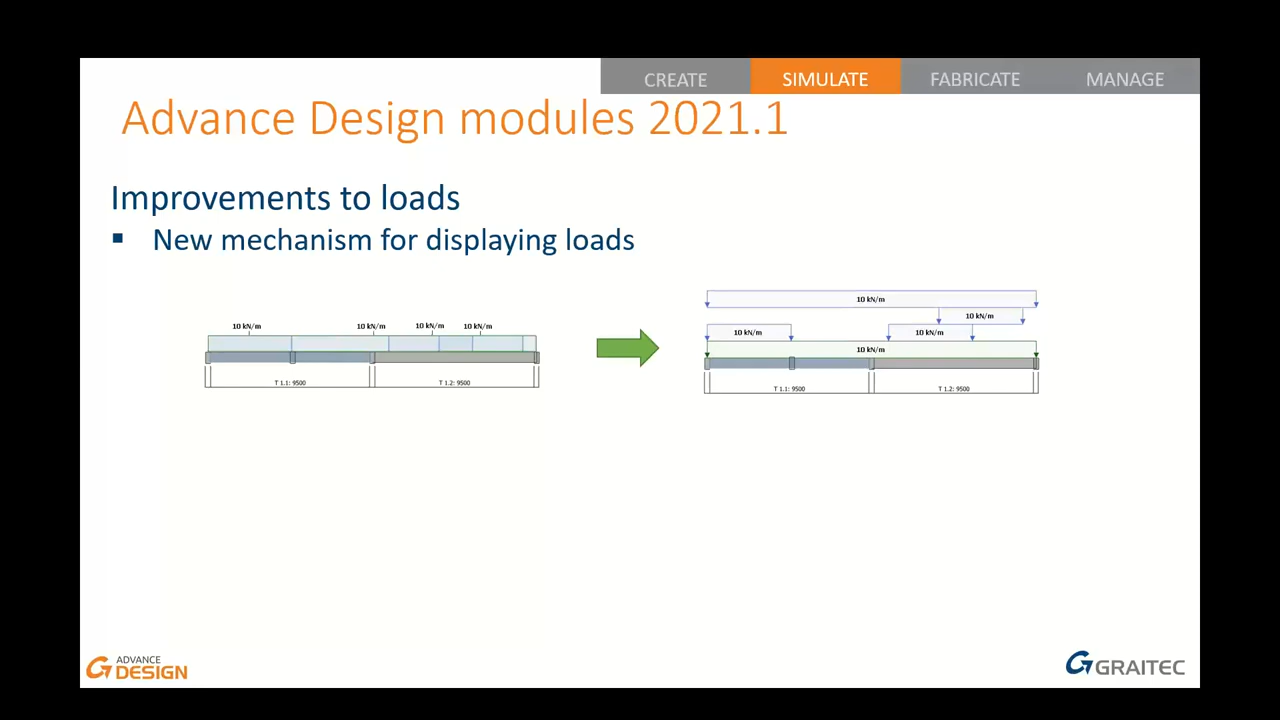 CREATE SIMULATE FABRICATE MANAGE
Advance Design modules 2021.1
Improvements to loads
▪ New mechanism for displaying loads
10 kN/m 10 kN/m 10 kN/m 10 kN/m
T 1.1: 9500 T 1.2: 9500
10 kN/m
10 kN/m
10 kN/m 10 kN/m
10 kN/m
T 1.1: 9500 T 1.2: 9500
ADVANCE
DESIGN
GRAITEC